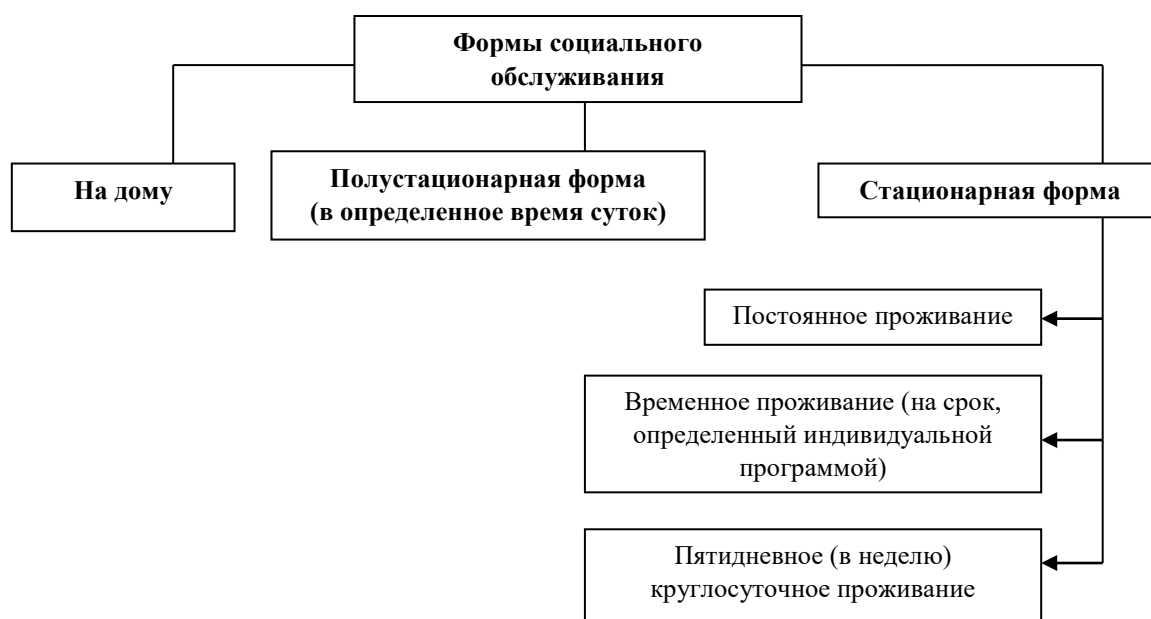 Формы социального
обслуживания
На дому
Полустационарная форма
(в определенное время суток)
Стационарная форма
Постоянное проживание
Временное проживание (на срок,
определенный индивидуальной
программой)
Пятидневное (в неделю)
круглосуточное проживание